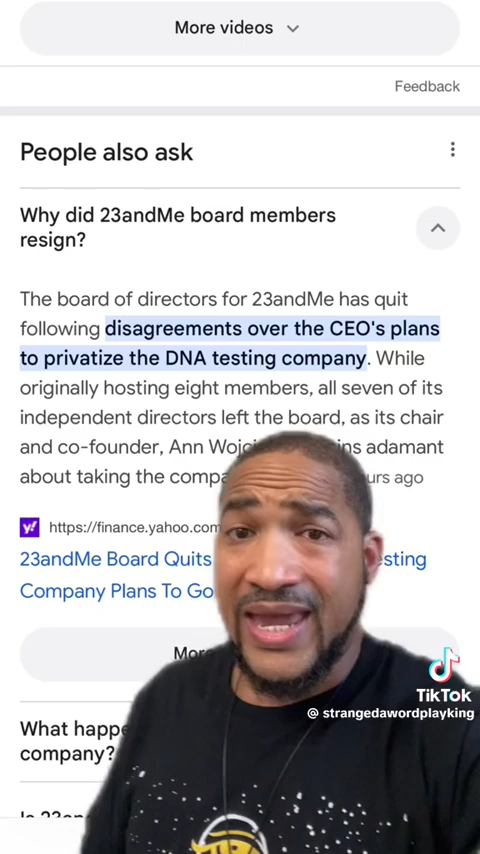 More videos
Feedback
People also ask
Why did 23andMe board members
resign?
The board of directors for 23andMe has quit
following disagreements over the CEO's plans
to privatize the DNA testing company. While
originally hosting eight members, all seven of its
independent directors left the board, as its chair
and co-founder, Ann adamant
about taking the ago
y!
https://finance.yahoo.com
23andMe Board Quits
Company Plans To Go
TikTok
@ strangedawordplayking
What
company?